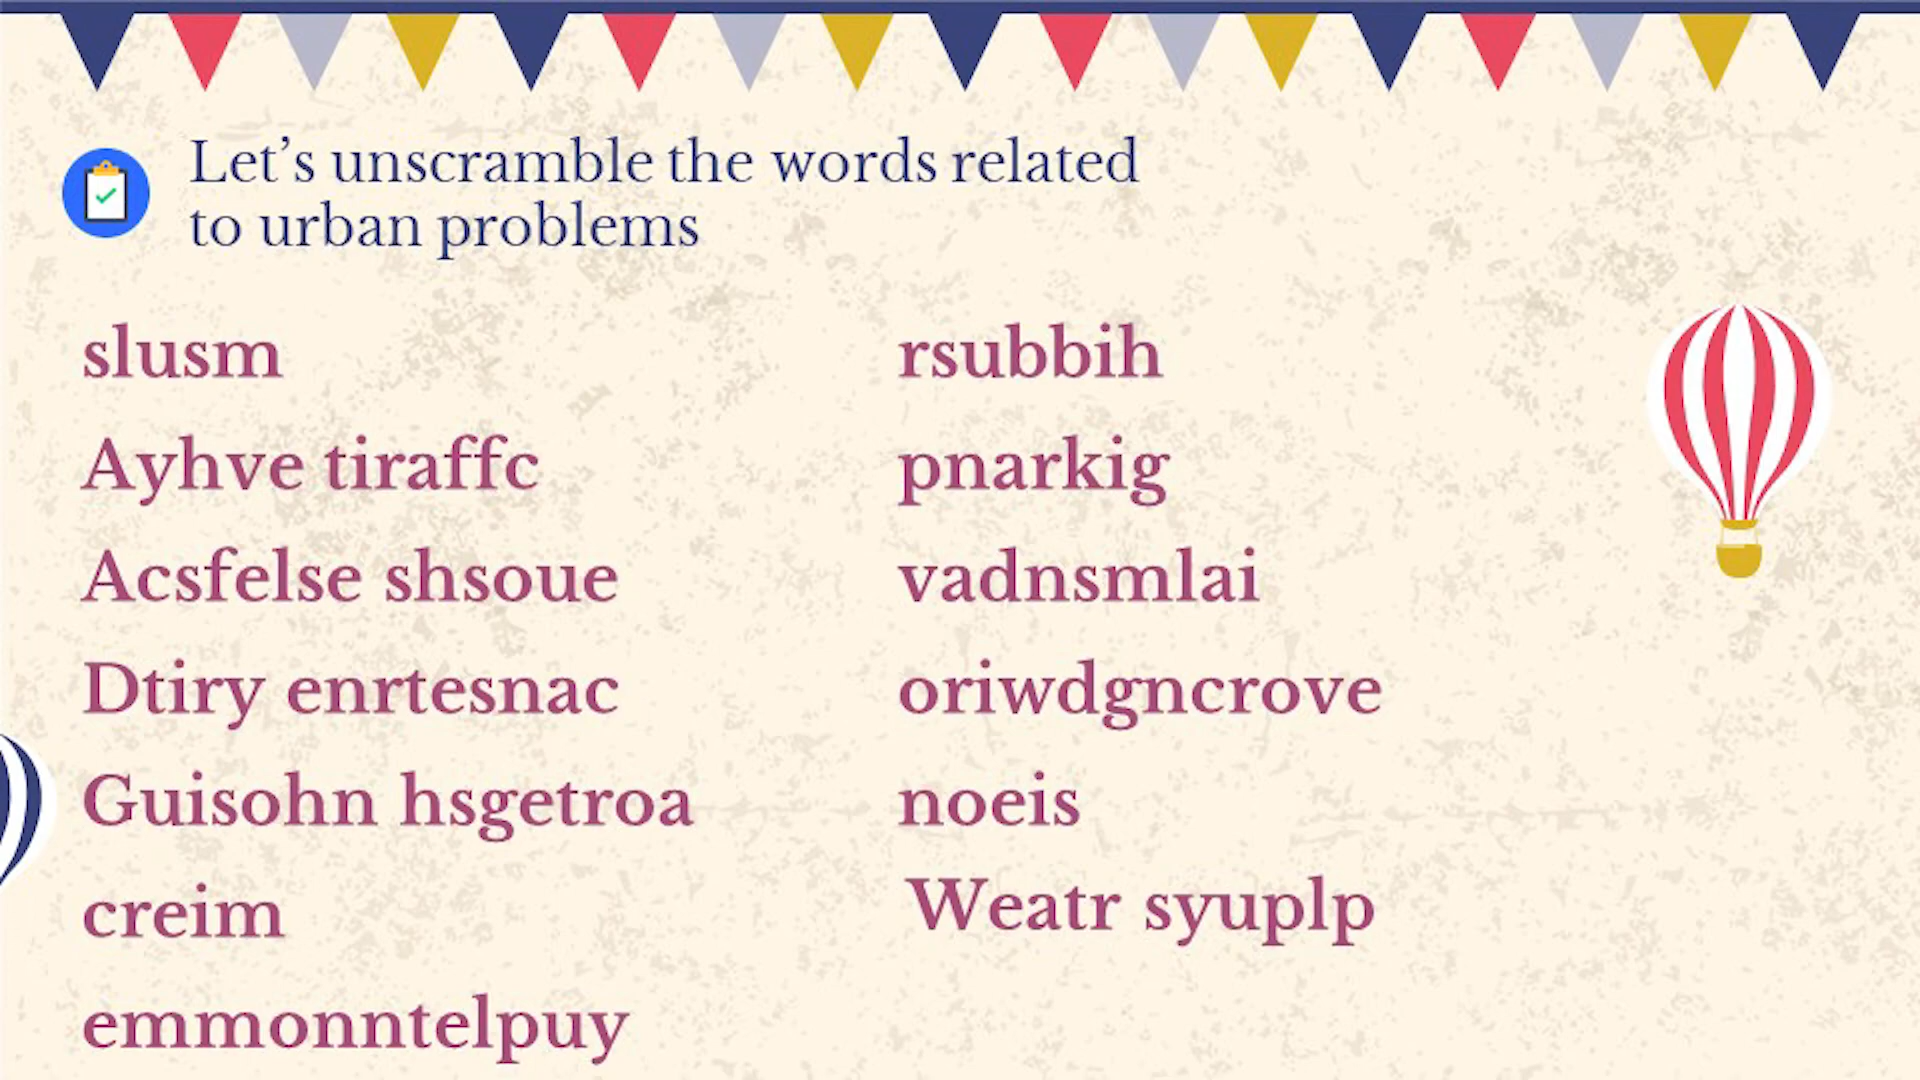 Let’s unscramble the words related
to urban problems
slusm
Ayhve tiraffc
Acsfelse shsoue
Dtiry enrtesnac
Guisohn hsgetroa
creim
emmonntelpuy
rsubbih
pnarkig
vadnsmlai
oriwdgncrove
noeis
Weatr syuplp